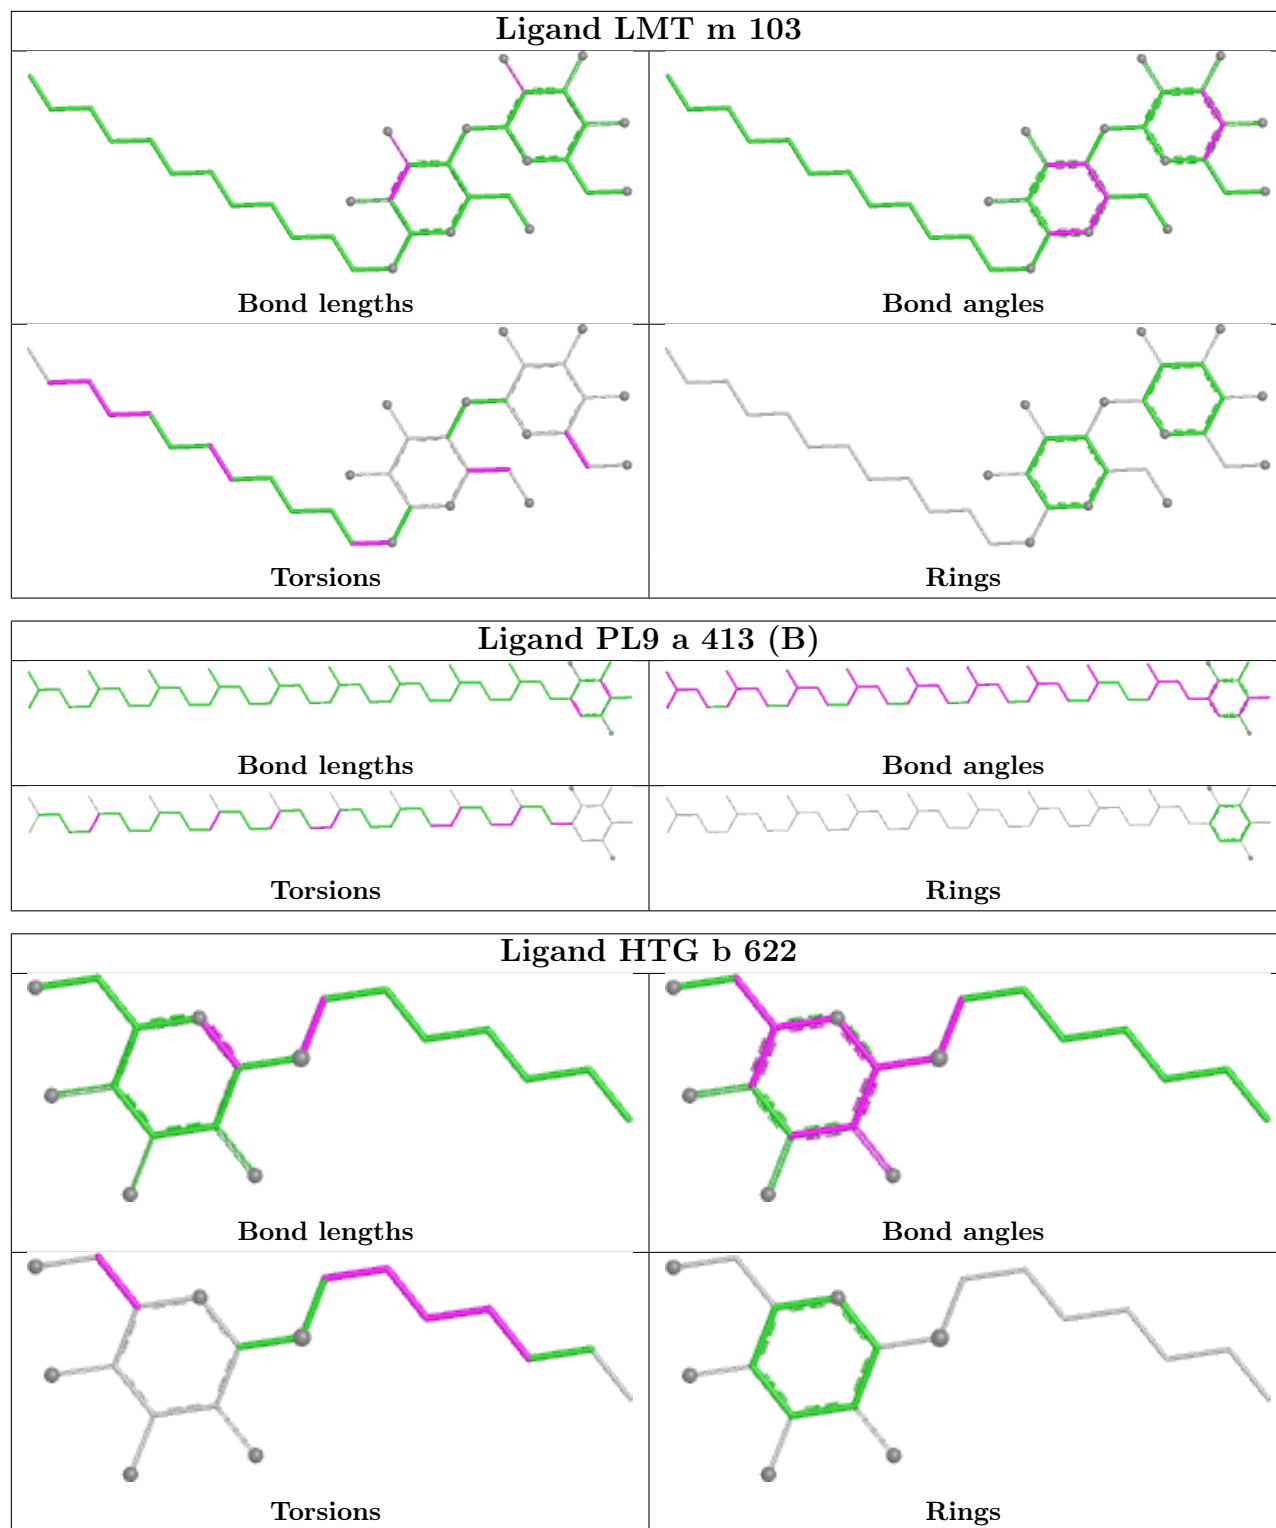 Ligand LMT m 103
Bond lengths
Bond angles
Torsions
Rings
Ligand PL9 a 413 (B)
Bond lengths
Bond angles
Torsions
Rings
Ligand HTG b 622
Bond lengths
Bond angles
Torsions
Rings